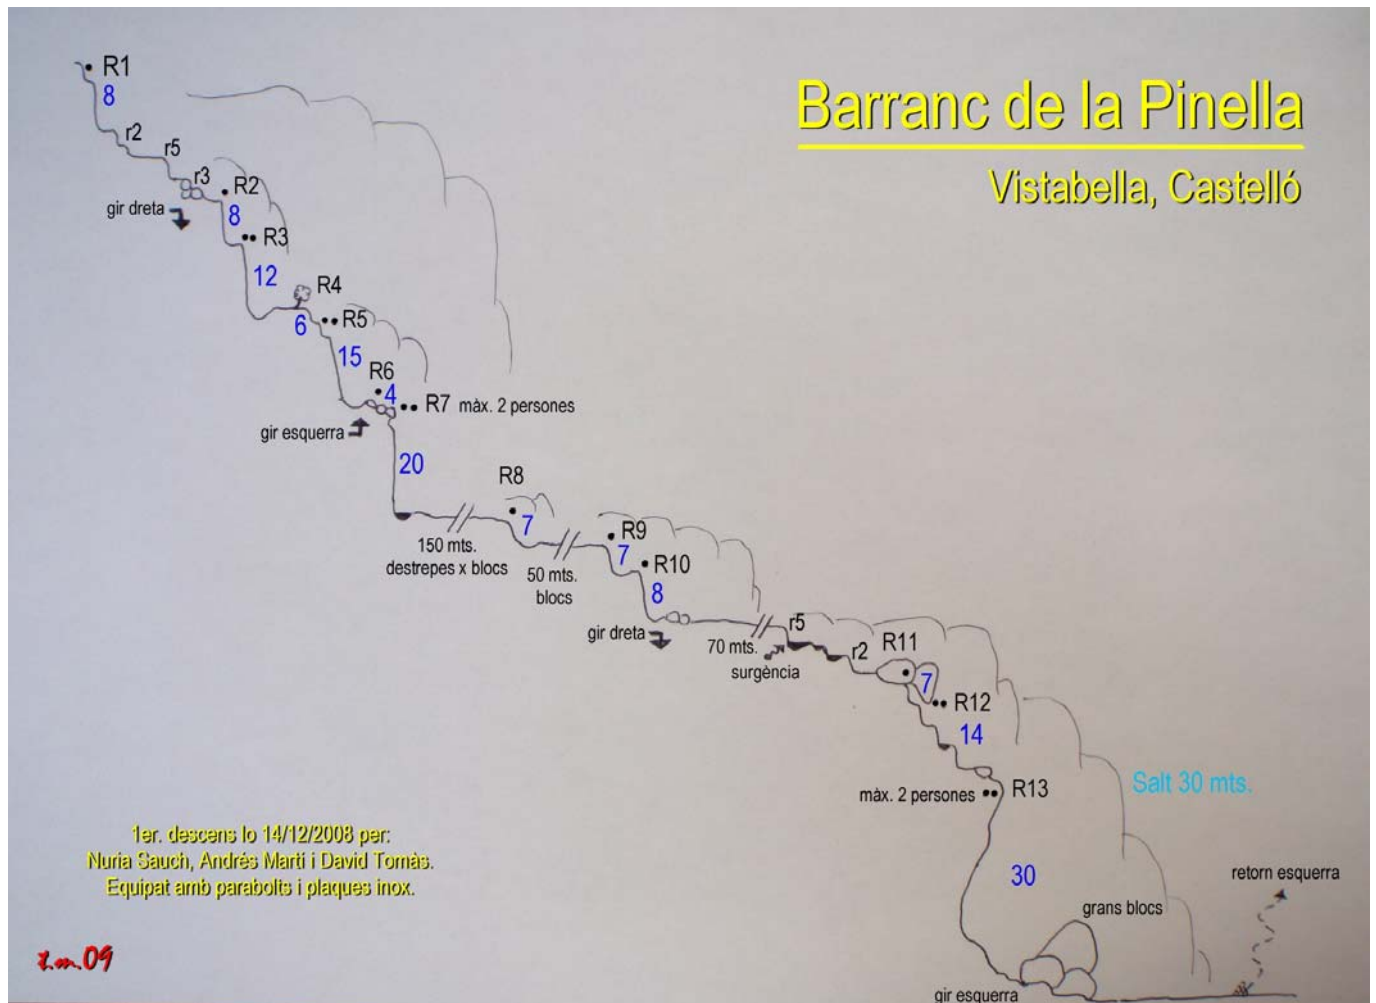 Barranc de la Pinella
Vistabella, Castelló
R1
8
r2
r5
r3
gir dreta
R2
8
R3
12
R4
6
R5
15
R6
4
R7 màx. 2 persones
gir esquerra
20
R8
7
150 mts.
destrepes x blocs
50 mts.
blocs
R9
7
R10
8
gir dreta
70 mts.
surgència
r5
r2
R11
7
R12
14
màx. 2 persones
R13
Salt 30 mts.
30
grans blocs
retorn esquerra
gir esquerra
1er. descens lo 14/12/2008 per:
Nuria Sauch, Andrés Martí i David Tomàs.
Equipat amb parabolts i plaques inox.
t.m.09